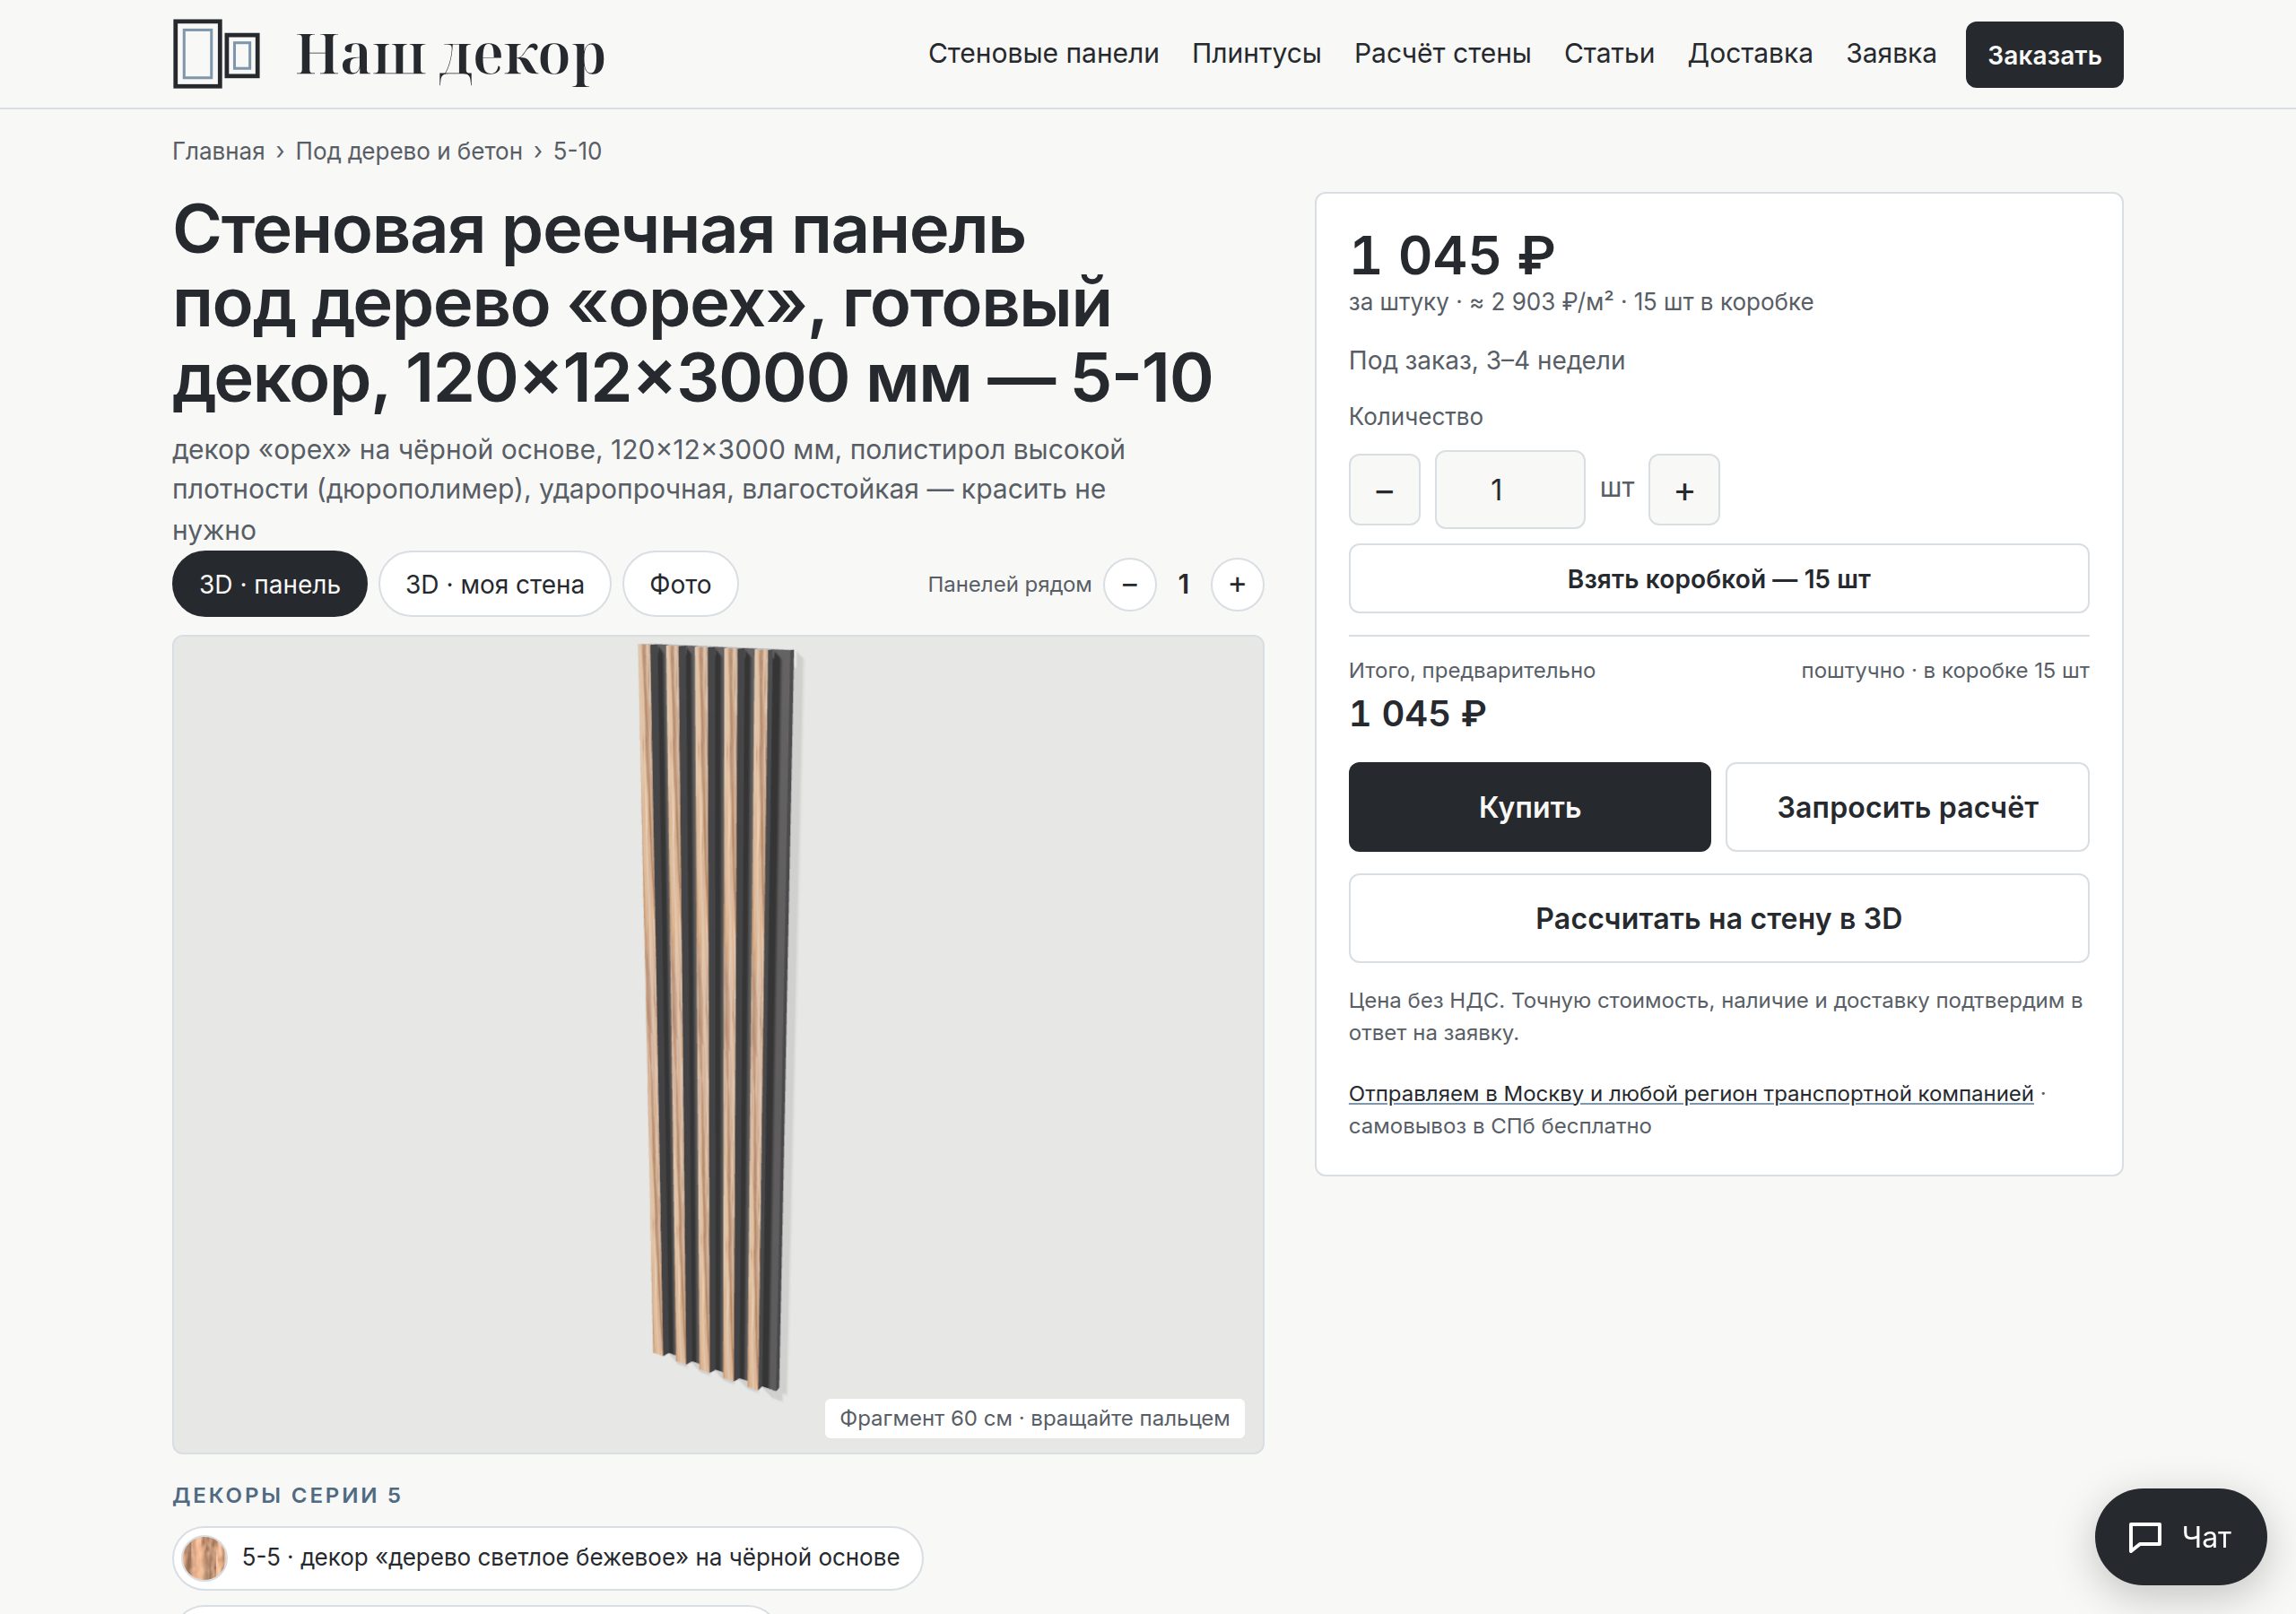 Наш декор
Стеновые панели Плинтусы Расчёт стены Статьи Доставка Заявка Заказать
Главная › Под дерево и бетон › 5-10
Стеновая реечная панель
под дерево «орех», готовый
декор, 120×12×3000 мм — 5-10
декор «орех» на чёрной основе, 120×12×3000 мм, полистирол высокой
плотности (дюрополимер), ударопрочная, влагостойкая — красить не
нужно
3D · панель 3D · моя стена Фото Панелей рядом − 1 +
Фрагмент 60 см · вращайте пальцем
ДЕКОРЫ СЕРИИ 5
5-5 · декор «дерево светлое бежевое» на чёрной основе
1 045 ₽
за штуку · ≈ 2 903 ₽/м² · 15 шт в коробке
Под заказ, 3–4 недели
Количество
− 1 шт +
Взять коробкой — 15 шт
Итого, предварительно поштучно · в коробке 15 шт
1 045 ₽
Купить Запросить расчёт
Рассчитать на стену в 3D
Цена без НДС. Точную стоимость, наличие и доставку подтвердим в
ответ на заявку.
Отправляем в Москву и любой регион транспортной компанией ·
самовывоз в СПб бесплатно
Чат